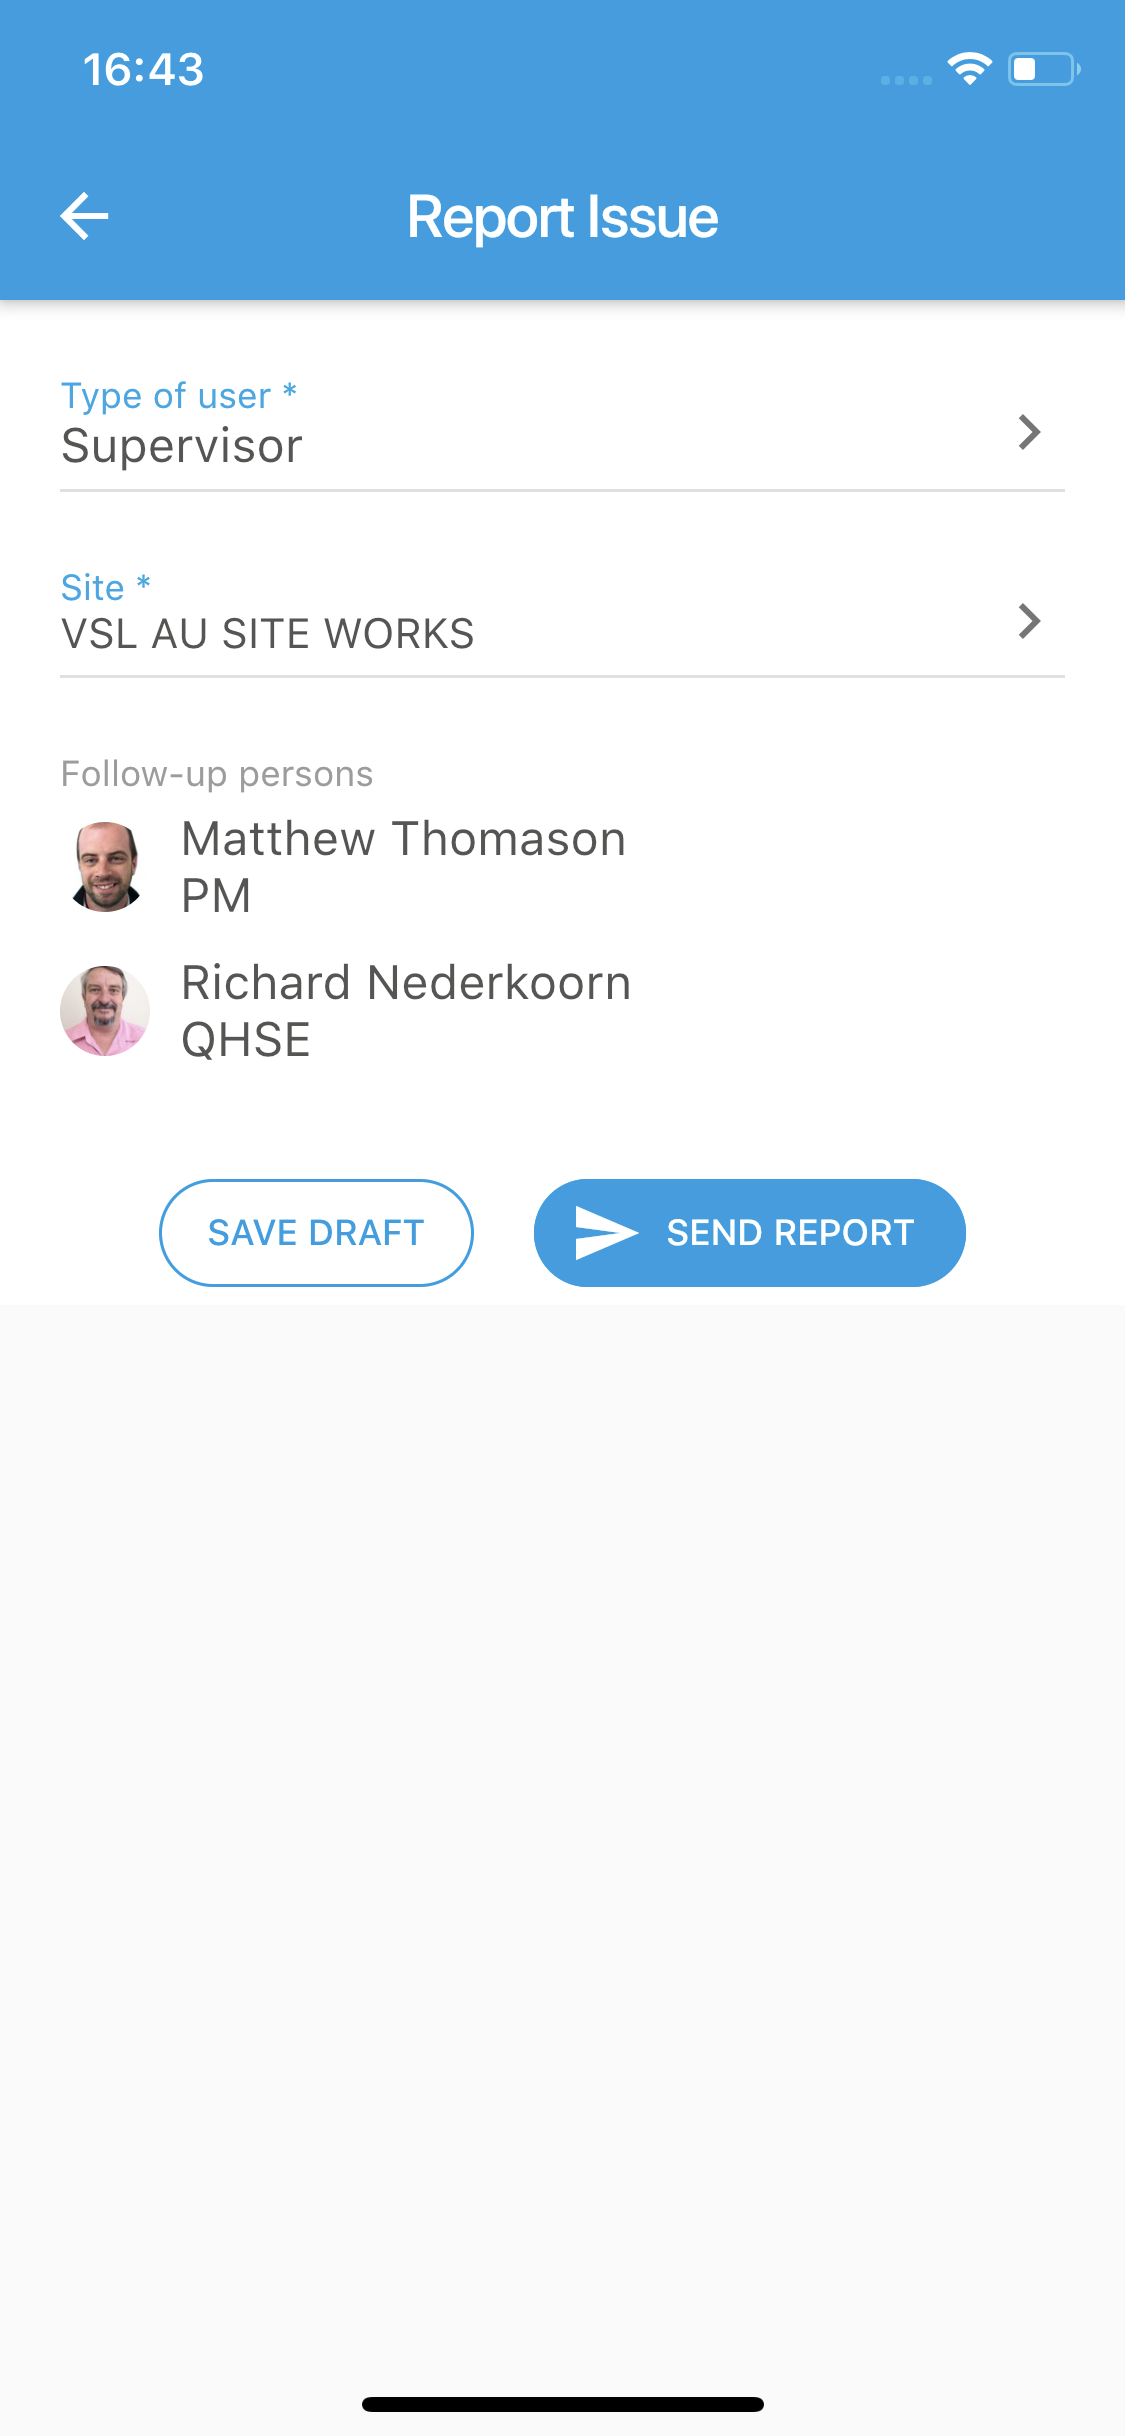 16:43
Report Issue
Type of user *
Supervisor
Site *
VSL AU SITE WORKS
Follow-up persons
Matthew Thomason
PM
Richard Nederkoorn
QHSE
SAVE DRAFT
SEND REPORT